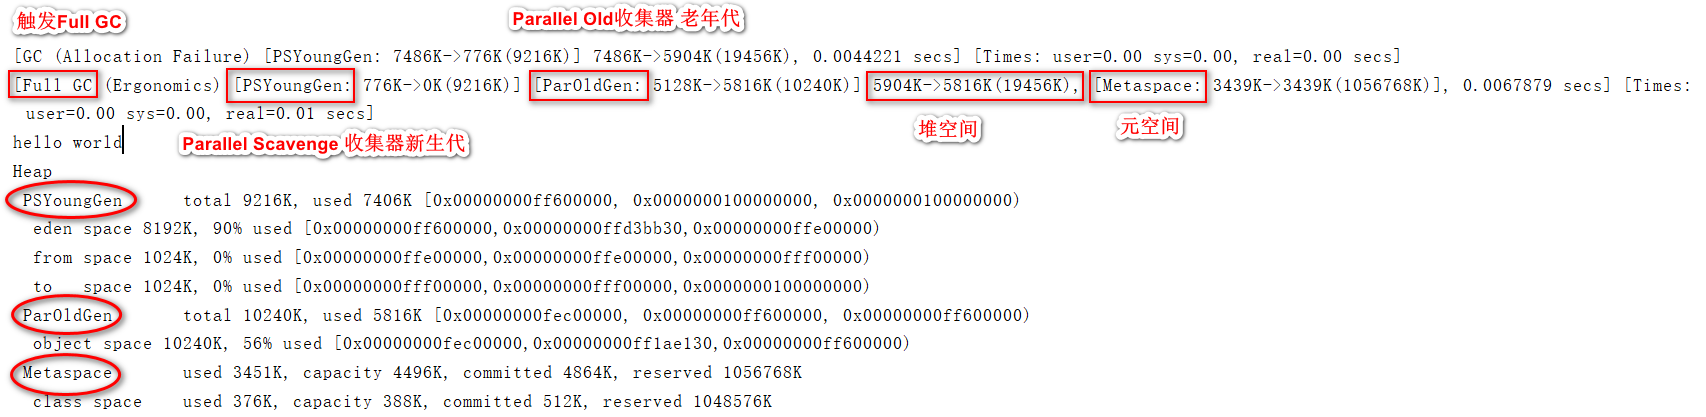 触发Full GC
Parallel Old收集器 老年代
[GC (Allocation Failure) [PSYoungGen: 7486K->776K(9216K)] 7486K->5904K(19456K), 0.0044221 secs] [Times: user=0.00 sys=0.00, real=0.00 secs]
[Full GC (Ergonomics) [PSYoungGen: 776K->0K(9216K)] [ParOldGen: 5128K->5816K(10240K)] 5904K->5816K(19456K), [Metaspace: 3439K->3439K(1056768K)], 0.0067879 secs] [Times:
user=0.00 sys=0.00, real=0.01 secs]
堆空间
元空间
hello world
Parallel Scavenge 收集器新生代
Heap
PSYoungGen total 9216K, used 7406K [0x00000000ff600000, 0x0000000100000000, 0x0000000100000000)
eden space 8192K, 90% used [0x00000000ff600000,0x00000000ffd3bb30,0x00000000ffe00000)
from space 1024K, 0% used [0x00000000ffe00000,0x00000000ffe00000,0x00000000fff00000)
to space 1024K, 0% used [0x00000000fff00000,0x00000000fff00000,0x0000000100000000)
ParOldGen total 10240K, used 5816K [0x00000000fec00000, 0x00000000ff600000, 0x00000000ff600000)
object space 10240K, 56% used [0x00000000fec00000,0x00000000ff1ae130,0x00000000ff600000)
Metaspace used 3451K, capacity 4496K, committed 4864K, reserved 1056768K
class space used 376K, capacity 388K, committed 512K, reserved 1048576K